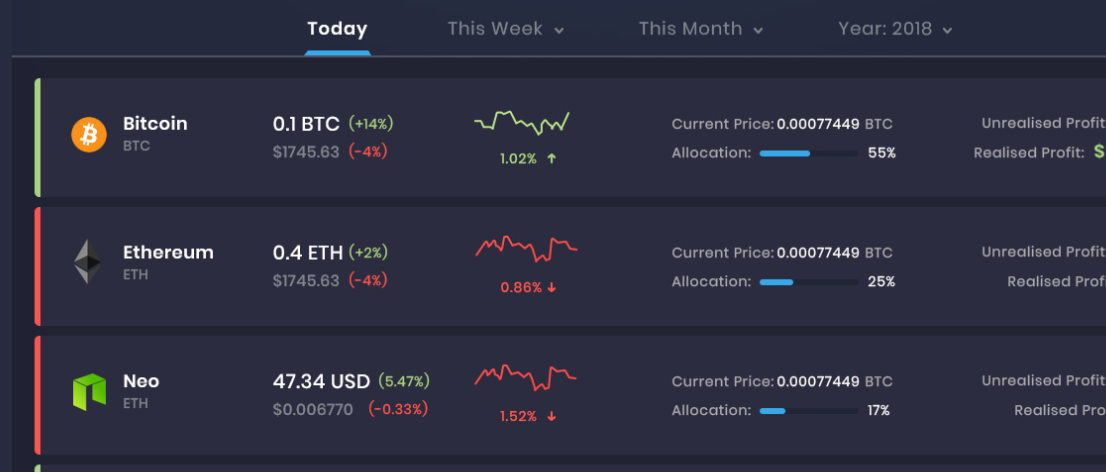 Today This Week This Month Year: 2018
Bitcoin 0.1 BTC (+14%) Current Price: 0.00077449 BTC Unrealised Profit
BTC $1745.63 (-4%) 1.02% Allocation: 55% Realised Profit: $
Ethereum 0.4 ETH (+2%) Current Price: 0.00077449 BTC Unrealised Profit
ETH $1745.63 (-4%) 0.86% Allocation: 25% Realised Prof
Neo 47.34 USD (5.47%) Current Price: 0.00077449 BTC Unrealised Profit
ETH $0.006770 (-0.33%) 1.52% Allocation: 17% Realised Pro